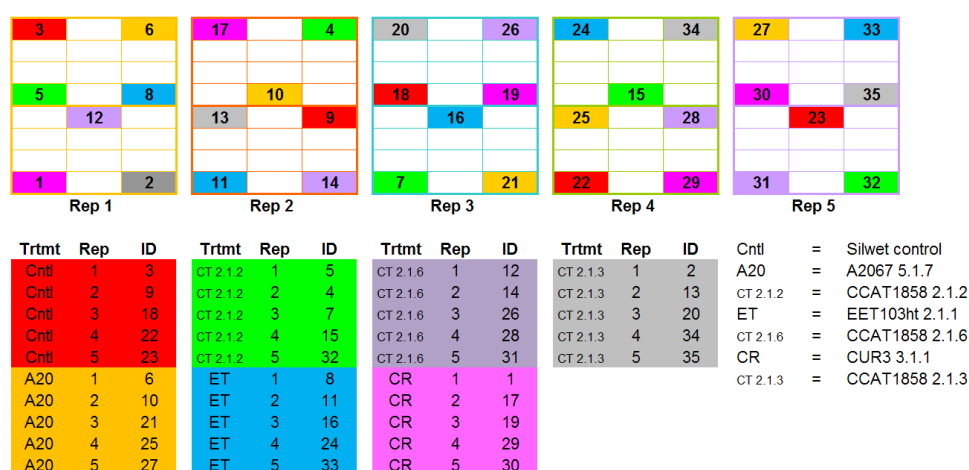 3 6 17 4 20 26 24 34 27 33
5 8 10 18 19 15 30 35
12 13 9 16 25 28 23
1 2 11 14 7 21 22 29 31 32
Rep 1 Rep 2 Rep 3 Rep 4 Rep 5
Trtmt Rep ID Trtmt Rep ID Trtmt Rep ID Trtmt Rep ID Cntl = Silwet control
Cntl 1 3 CT 2.1.2 1 5 CT 2.1.6 1 12 CT 2.1.3 1 2 A20 = A2067 5.1.7
Cntl 2 9 CT 2.1.2 2 4 CT 2.1.6 2 14 CT 2.1.3 2 13 CT 2.1.2 = CCAT1858 2.1.2
Cntl 3 18 CT 2.1.2 3 7 CT 2.1.6 3 26 CT 2.1.3 3 20 ET = EET103ht 2.1.1
Cntl 4 22 CT 2.1.2 4 15 CT 2.1.6 4 28 CT 2.1.3 4 34 CT 2.1.6 = CCAT1858 2.1.6
Cntl 5 23 CT 2.1.2 5 32 CT 2.1.6 5 31 CT 2.1.3 5 35 CR = CUR3 3.1.1
A20 1 6 ET 1 8 CR 1 1 CT 2.1.3 = CCAT1858 2.1.3
A20 2 10 ET 2 11 CR 2 17
A20 3 21 ET 3 16 CR 3 19
A20 4 25 ET 4 24 CR 4 29
A20 5 27 ET 5 33 CR 5 30